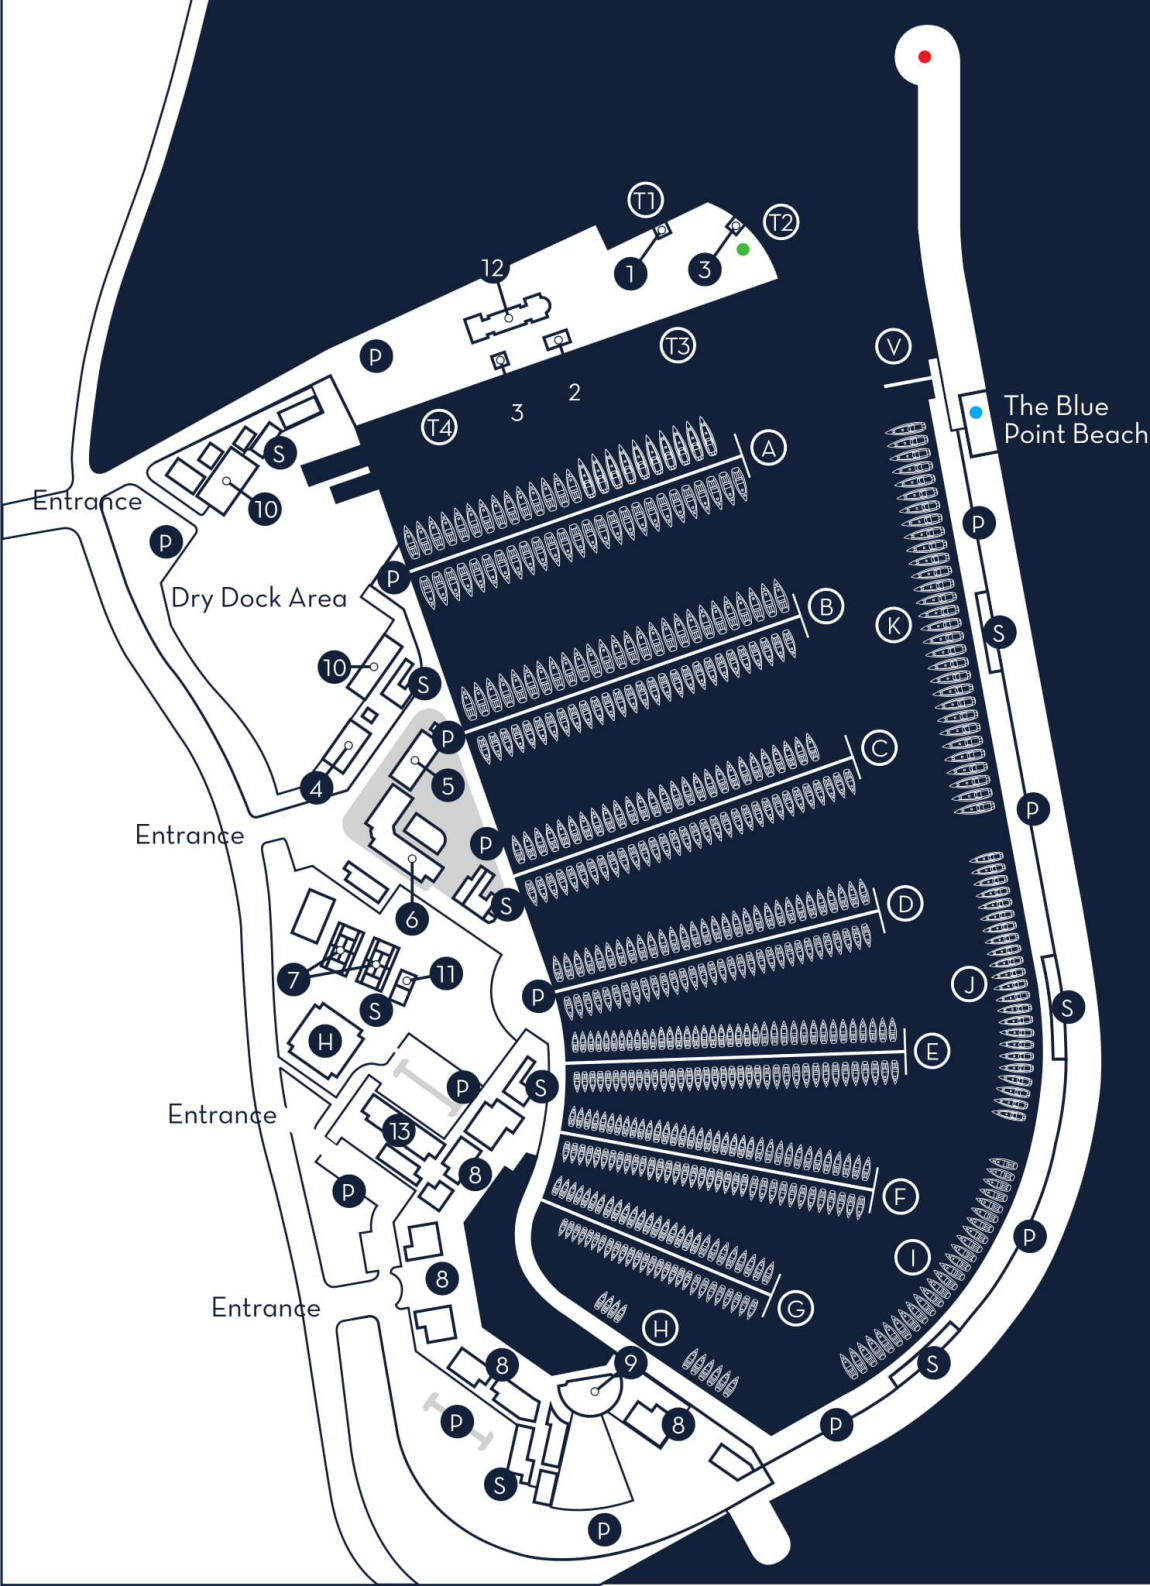 T1
T2
12
1
3
T3
P
V
2
3
The Blue
Point Beach
T4
A
S
Entrance
10
P
P
P
Dry Dock Area
B
K
S
10
S
P
C
5
4
P
Entrance
P
S
D
6
11
7
J
P
S
S
H
E
P
S
Entrance
13
8
P
F
P
I
8
G
Entrance
H
8
9
S
P
8
P
S
P